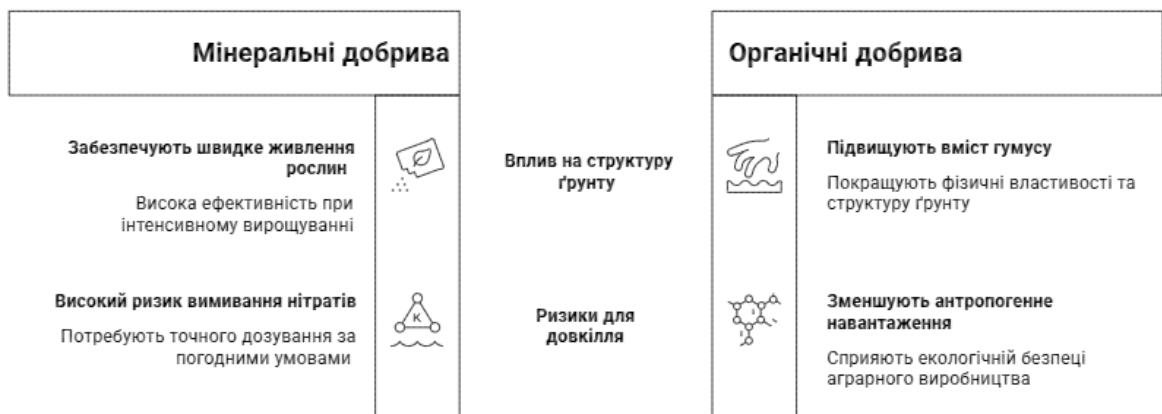 Мінеральні добрива
Органічні добрива
Забезпечують швидке живлення
рослин
Висока ефективність при
інтенсивному вирощуванні
Вплив на структуру
ґрунту
Підвищують вміст гумусу
Покращують фізичні властивості та
структуру ґрунту
Високий ризик вимивання нітратів
Потребують точного дозування за
погодними умовами
K
Ризики для
довкілля
Зменшують антропогенне
навантаження
Сприяють екологічній безпеці
аграрного виробництва